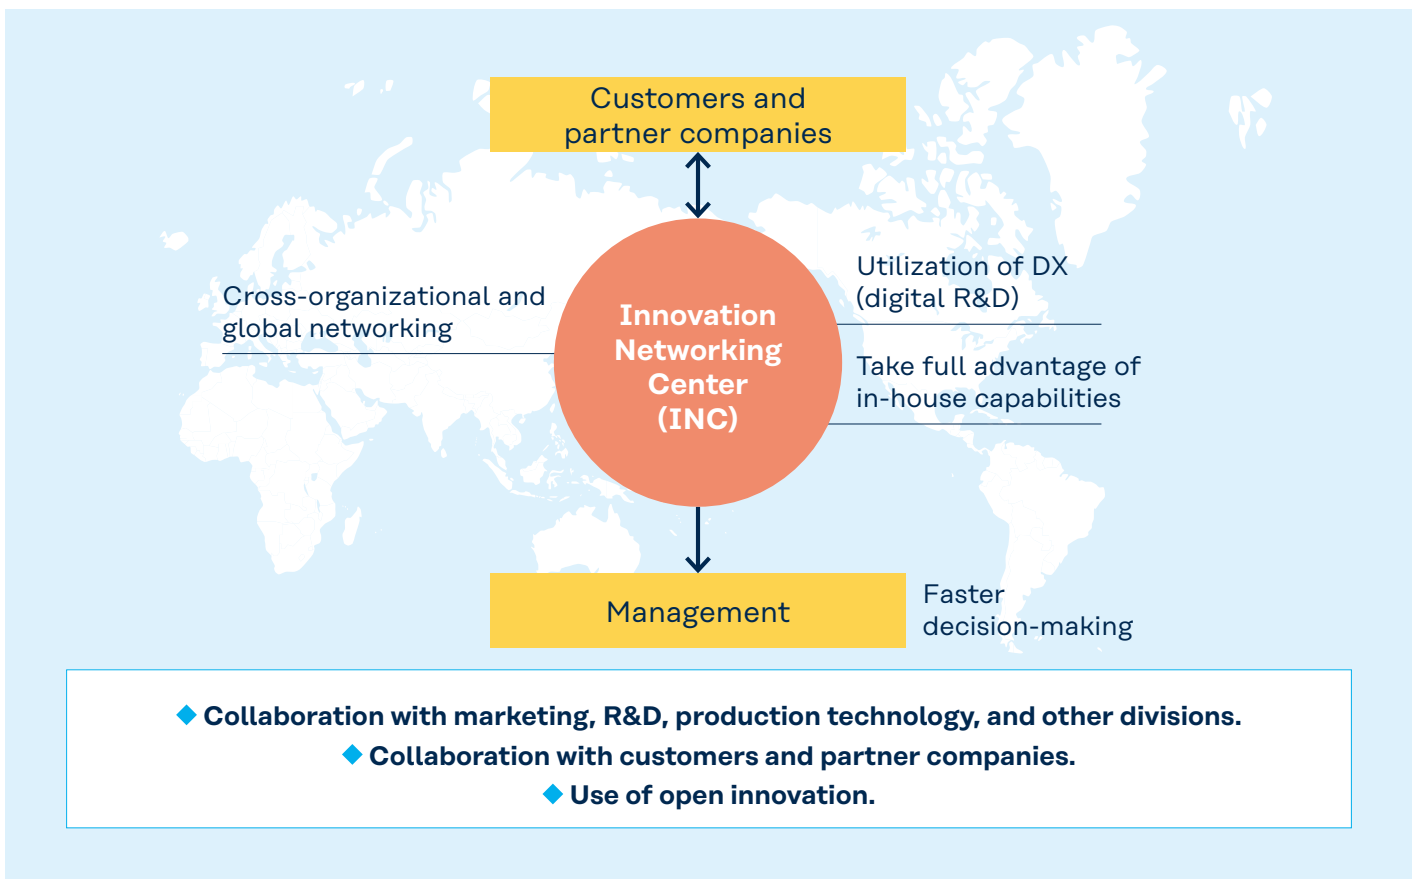 Customers and
partner companies
Cross-organizational and
global networking
Innovation
Networking
Center
(INC)
Utilization of DX
(digital R&D)
Take full advantage of
in-house capabilities
Management
Faster
decision-making
◆ Collaboration with marketing, R&D, production technology, and other divisions.
◆ Collaboration with customers and partner companies.
◆ Use of open innovation.